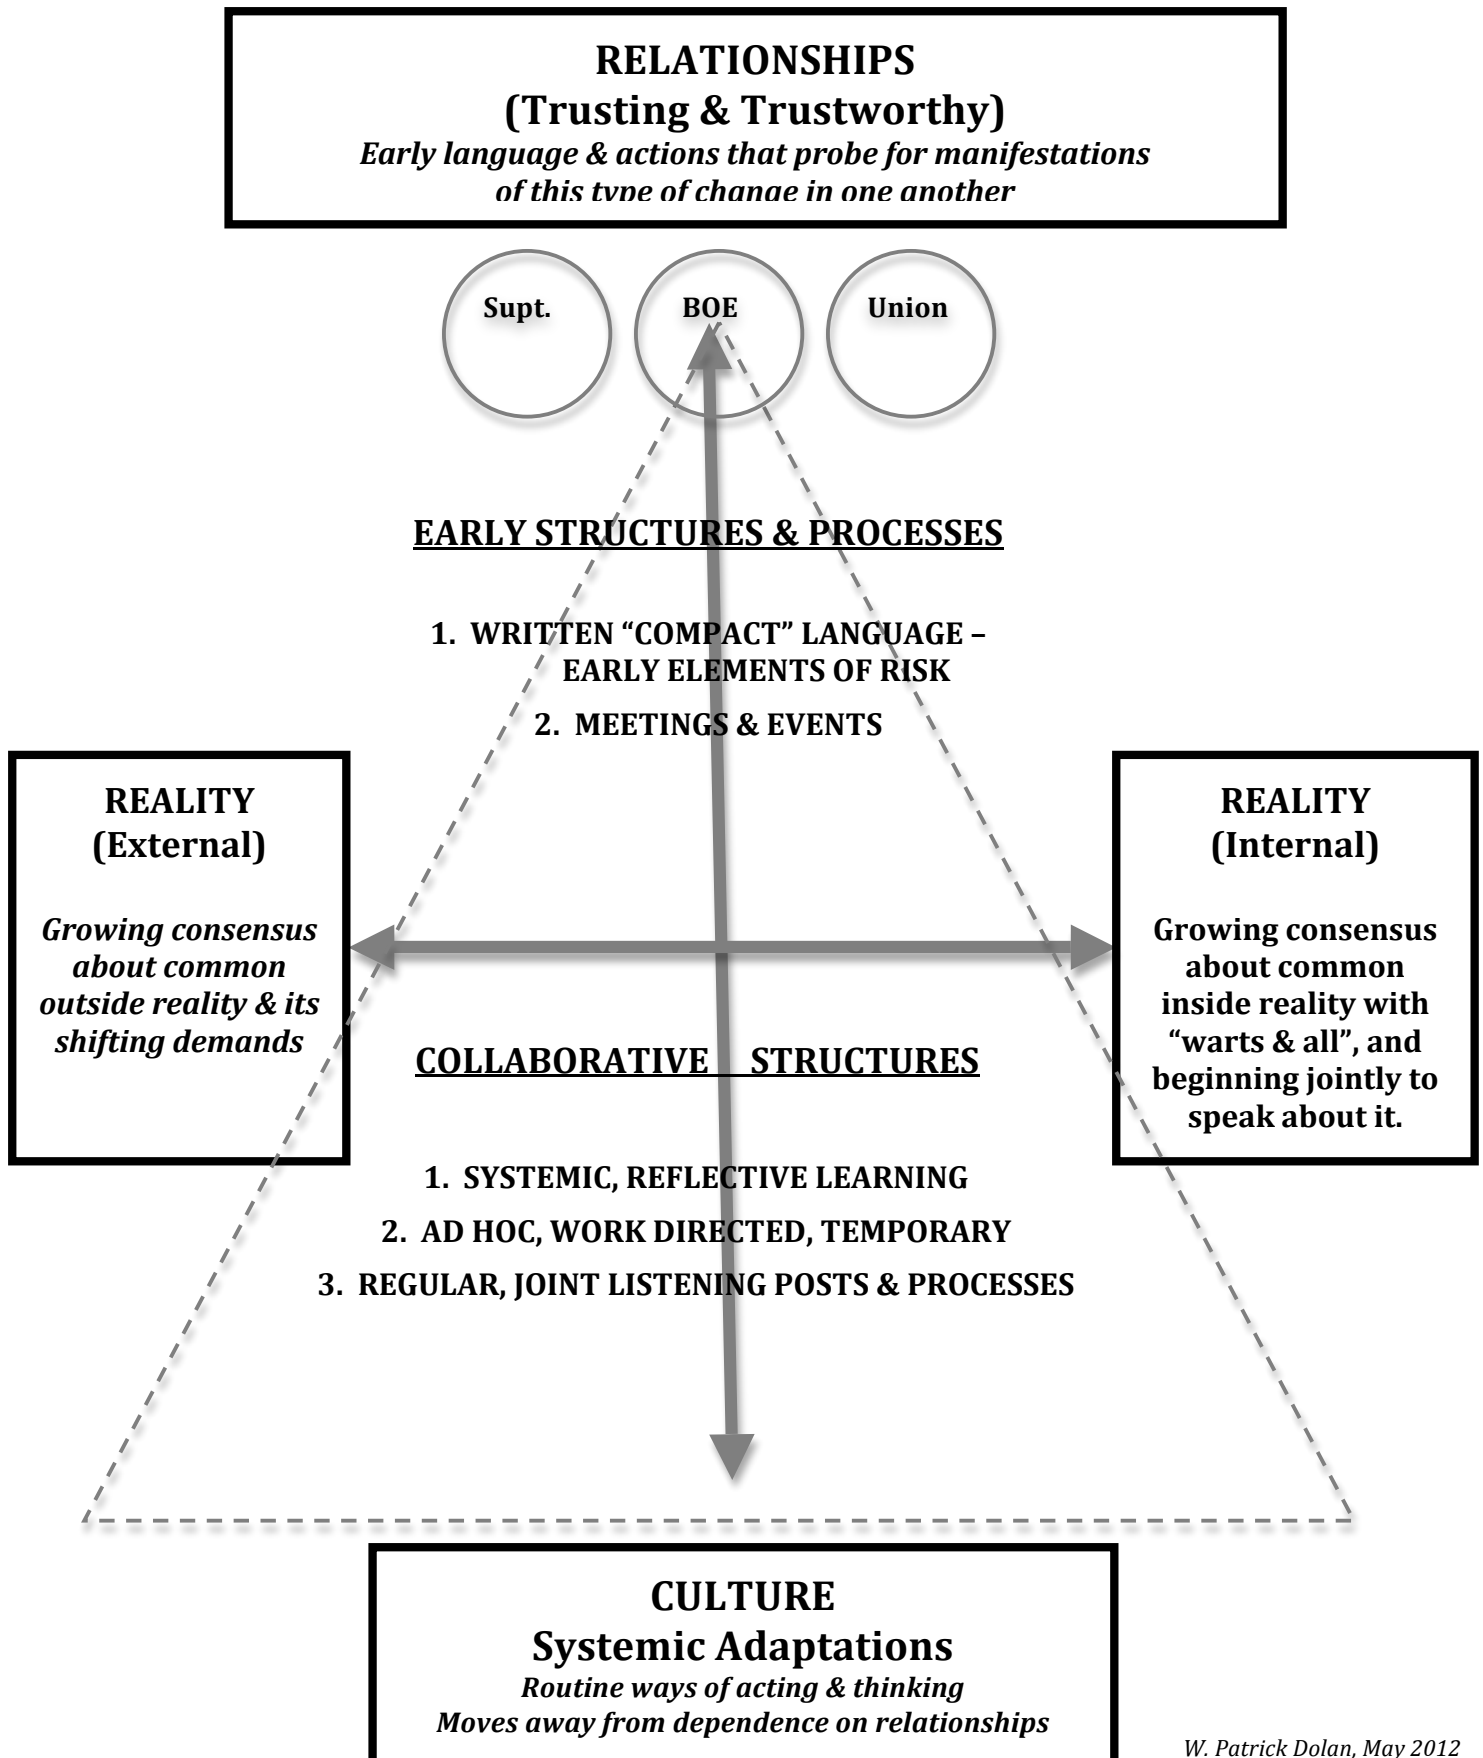 RELATIONSHIPS
(Trusting & Trustworthy)
Early language & actions that probe for manifestations
of this type of change in one another
Supt.
BOE
Union
EARLY STRUCTURES & PROCESSES
1. WRITTEN “COMPACT” LANGUAGE –
EARLY ELEMENTS OF RISK
2. MEETINGS & EVENTS
REALITY
(External)
Growing consensus
about common
outside reality & its
shifting demands
REALITY
(Internal)
Growing consensus
about common
inside reality with
“warts & all”, and
beginning jointly to
speak about it.
COLLABORATIVE STRUCTURES
1. SYSTEMIC, REFLECTIVE LEARNING
2. AD HOC, WORK DIRECTED, TEMPORARY
3. REGULAR, JOINT LISTENING POSTS & PROCESSES
CULTURE
Systemic Adaptations
Routine ways of acting & thinking
Moves away from dependence on relationships
W. Patrick Dolan, May 2012